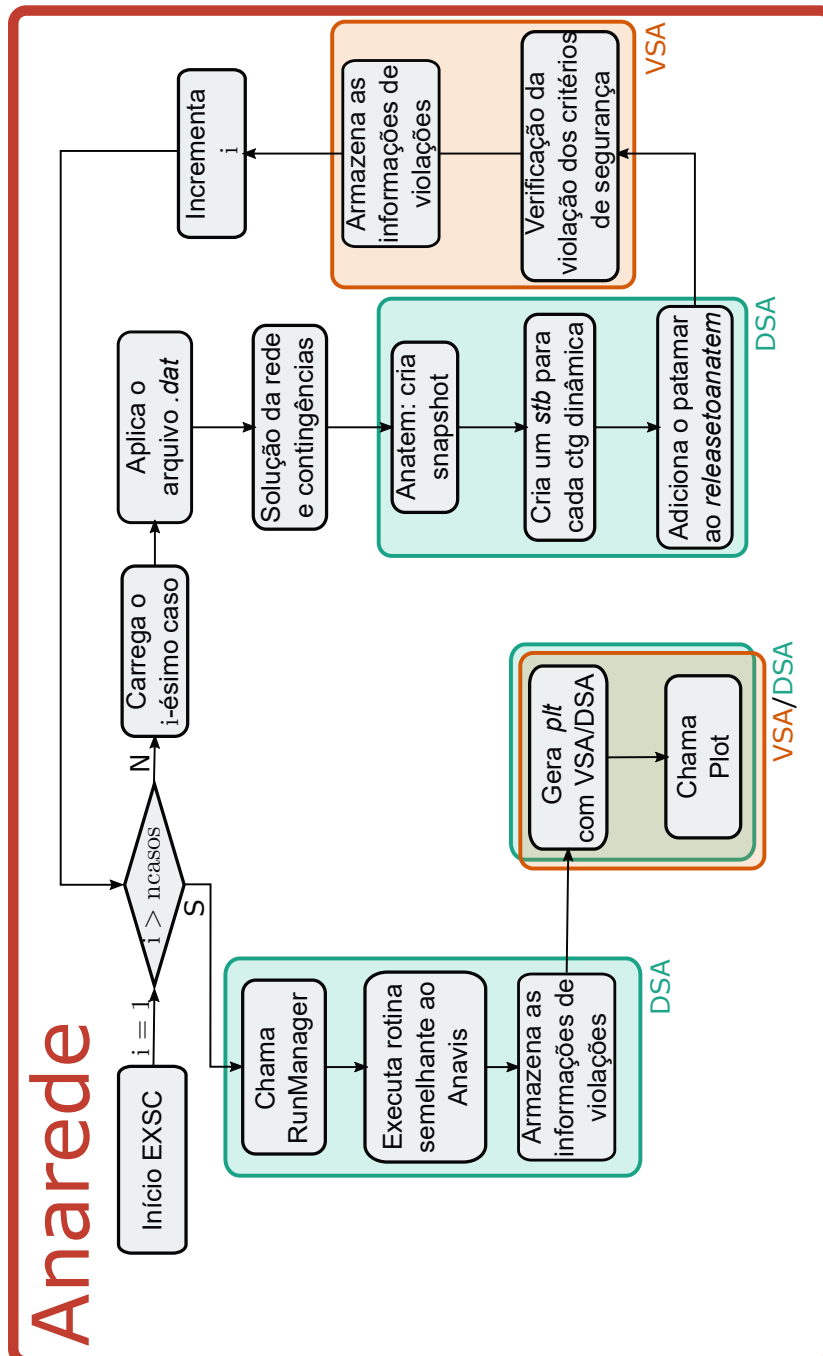 Anarede
Início EXSC
i = 1
i > ncasos
N
S
Carrega o
i-ésimo caso
Aplica o
arquivo .dat
Solução da rede
e contingências
Anatem: cria
snapshot
Cria um stb para
cada ctg dinâmica
Adiciona o patamar
ao releasetoanatem
DSA
Verificação da
violação dos critérios
de segurança
Armazena as
informações de
violações
VSA
Incrementa
i
Chama
RunManager
Executa rotina
semelhante ao
Anavis
Armazena as
informações de
violações
DSA
Gera plt
com VSA/DSA
Chama
Plot
VSA/DSA